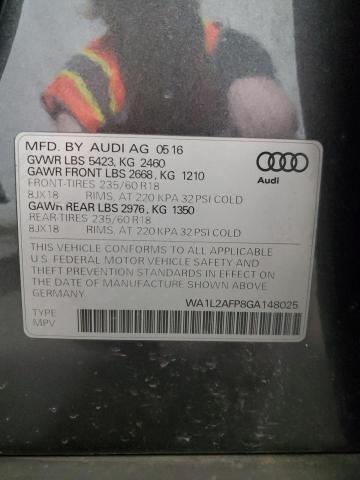 MFD. BY AUDI AG 05 16
GVWR LBS 5423, KG 2460
GAWR FRONT LBS 2668, KG 1210
FRONT-TIRES 235/60 R18
8JX18 RIMS, AT 220 KPA 32 PSI COLD
GAWR REAR LBS 2976, KG 1350
REAR-TIRES 235/60 R18
8JX18 RIMS, AT 220 KPA 32 PSI COLD
Audi
THIS VEHICLE CONFORMS TO ALL APPLICABLE
U.S. FEDERAL MOTOR VEHICLE SAFETY AND
THEFT PREVENTION STANDARDS IN EFFECT ON
THE DATE OF MANUFACTURE SHOWN ABOVE
GERMANY
WA1L2AFP8GA148025
TYPE
MPV